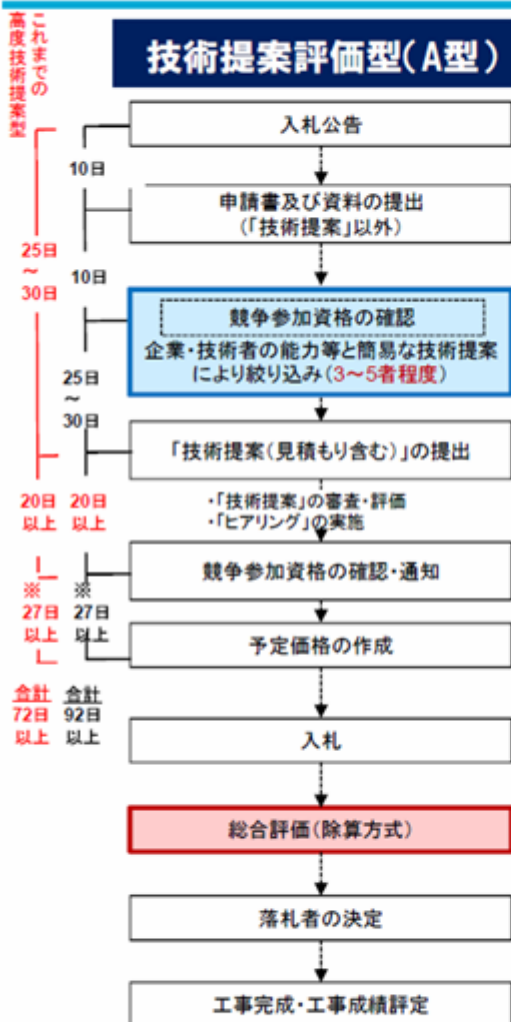 これまでの
高度技術提案型
技術提案評価型(A型)
入札公告
10日
申請書及び資料の提出
(「技術提案」以外)
25日
~
30日
10日
競争参加資格の確認
企業・技術者の能力等と簡易な技術提案
により絞り込み(3~5者程度)
25日
~
30日
「技術提案(見積もり含む)」の提出
20日
以上
20日
以上
・「技術提案」の審査・評価
・「ヒアリング」の実施
競争参加資格の確認・通知
※
27日
以上
※
27日
以上
予定価格の作成
合計
72日
以上
合計
92日
以上
入札
総合評価(除算方式)
落札者の決定
工事完成・工事成績評定